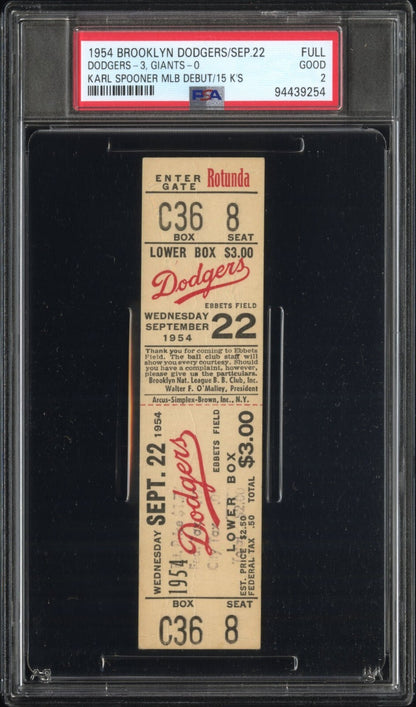 1954 BROOKLYN DODGERS/SEP.22 FULL
DODGERS-3, GIANTS-0 GOOD
KARL SPOONER MLB DEBUT/15 K'S 2
PSA 94439254
ENTER GATE Rotunda
C36 8
BOX SEAT
LOWER BOX $3.00
Dodgers
EBBETS FIELD
WEDNESDAY
SEPTEMBER 22
1954
Thank you for coming to Ebbets
Field. The ball club staff will
show you every courtesy. Should
you have a complaint, however,
please give us the particulars.
Brooklyn Nat. League B. B. Club, Inc.
Walter F. O'Malley, President
Arcus-Simplex-Brown, Inc., N.Y.
WEDNESDAY
SEPT. 22 1954
1954
Dodgers
EBBETS FIELD
LOWER BOX
$3.00
EST. PRICE $2.50
FEDERAL TAX .50 TOTAL
BOX SEAT
C36 8